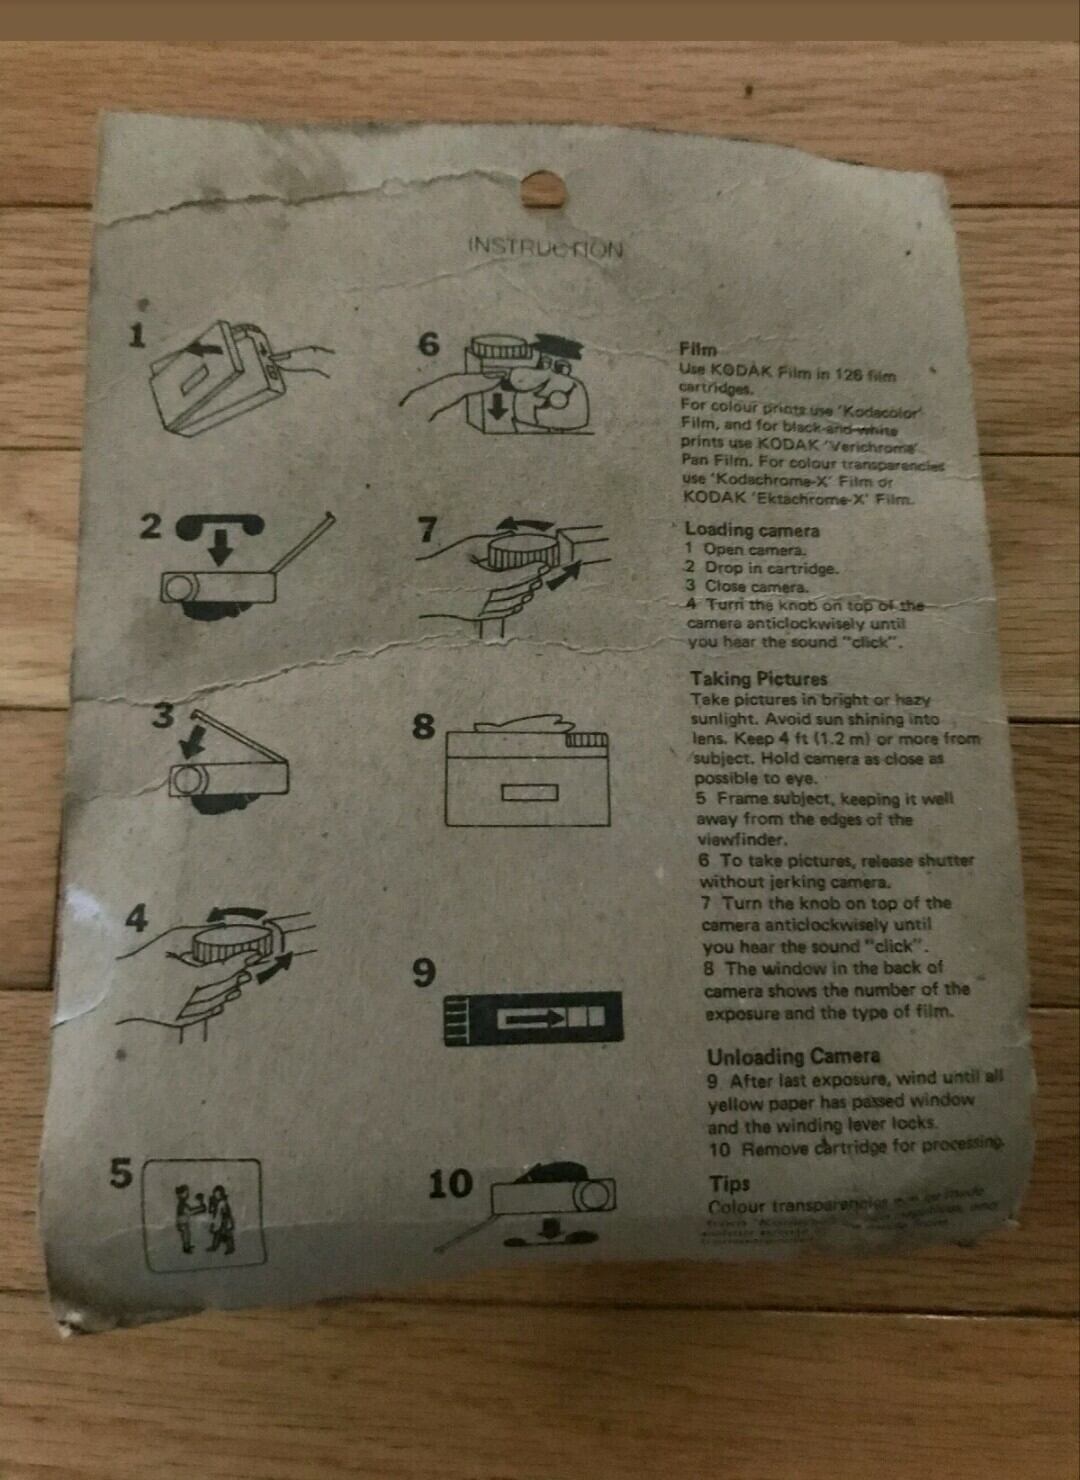 INSTRUCTION
1
6
2
7
3
8
4
9
5
10
Film
Use KODAK Film in 126 film
cartridges.
For colour prints use 'Kodacolor'
Film, and for black-and-white
prints use KODAK 'Verichrome'
Pan Film. For colour transparencies
use 'Kodachrome-X' Film or
KODAK 'Ektachrome-X' Film.
Loading camera
1 Open camera.
2 Drop in cartridge.
3 Close camera.
4 Turn the knob on top of the
camera anticlockwisely until
you hear the sound "click".
Taking Pictures
Take pictures in bright or hazy
sunlight. Avoid sun shining into
lens. Keep 4 ft (1.2 m) or more from
subject. Hold camera as close as
possible to eye.
5 Frame subject, keeping it well
away from the edges of the
viewfinder.
6 To take pictures, release shutter
without jerking camera.
7 Turn the knob on top of the
camera anticlockwisely until
you hear the sound "click".
8 The window in the back of
camera shows the number of the
exposure and the type of film.
Unloading Camera
9 After last exposure, wind until all
yellow paper has passed window
and the winding lever locks.
10 Remove cartridge for processing.
Tips
Colour transparencies can be made
from